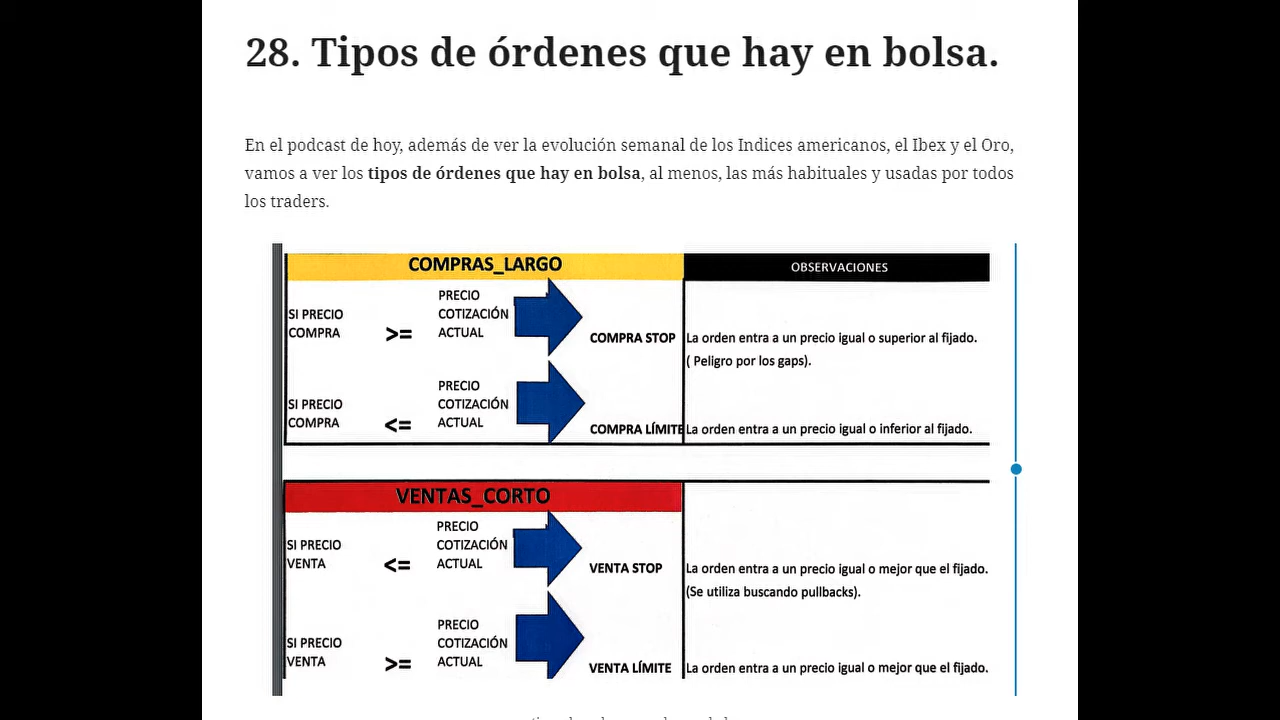 28. Tipos de órdenes que hay en bolsa.
En el podcast de hoy, además de ver la evolución semanal de los Indices americanos, el Ibex y el Oro,
vamos a ver los tipos de órdenes que hay en bolsa, al menos, las más habituales y usadas por todos
los traders.
COMPRAS_LARGO
OBSERVACIONES
SI PRECIO
COMPRA
>=
PRECIO
COTIZACIÓN
ACTUAL
COMPRA STOP
La orden entra a un precio igual o superior al fijado.
( Peligro por los gaps).
SI PRECIO
COMPRA
<=
PRECIO
COTIZACIÓN
ACTUAL
COMPRA LÍMITE
La orden entra a un precio igual o inferior al fijado.
VENTAS_CORTO
SI PRECIO
VENTA
<=
PRECIO
COTIZACIÓN
ACTUAL
VENTA STOP
La orden entra a un precio igual o mejor que el fijado.
(Se utiliza buscando pullbacks).
SI PRECIO
VENTA
>=
PRECIO
COTIZACIÓN
ACTUAL
VENTA LÍMITE
La orden entra a un precio igual o mejor que el fijado.